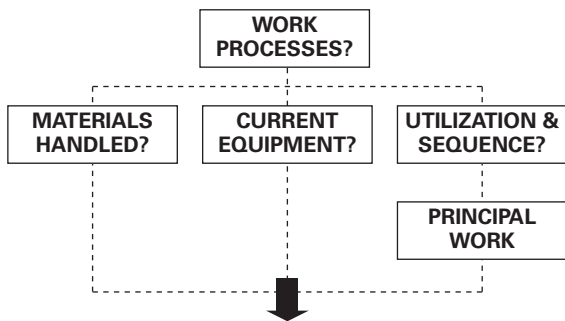 WORK
PROCESSES?
MATERIALS
HANDLED?
CURRENT
EQUIPMENT?
UTILIZATION &
SEQUENCE?
PRINCIPAL
WORK